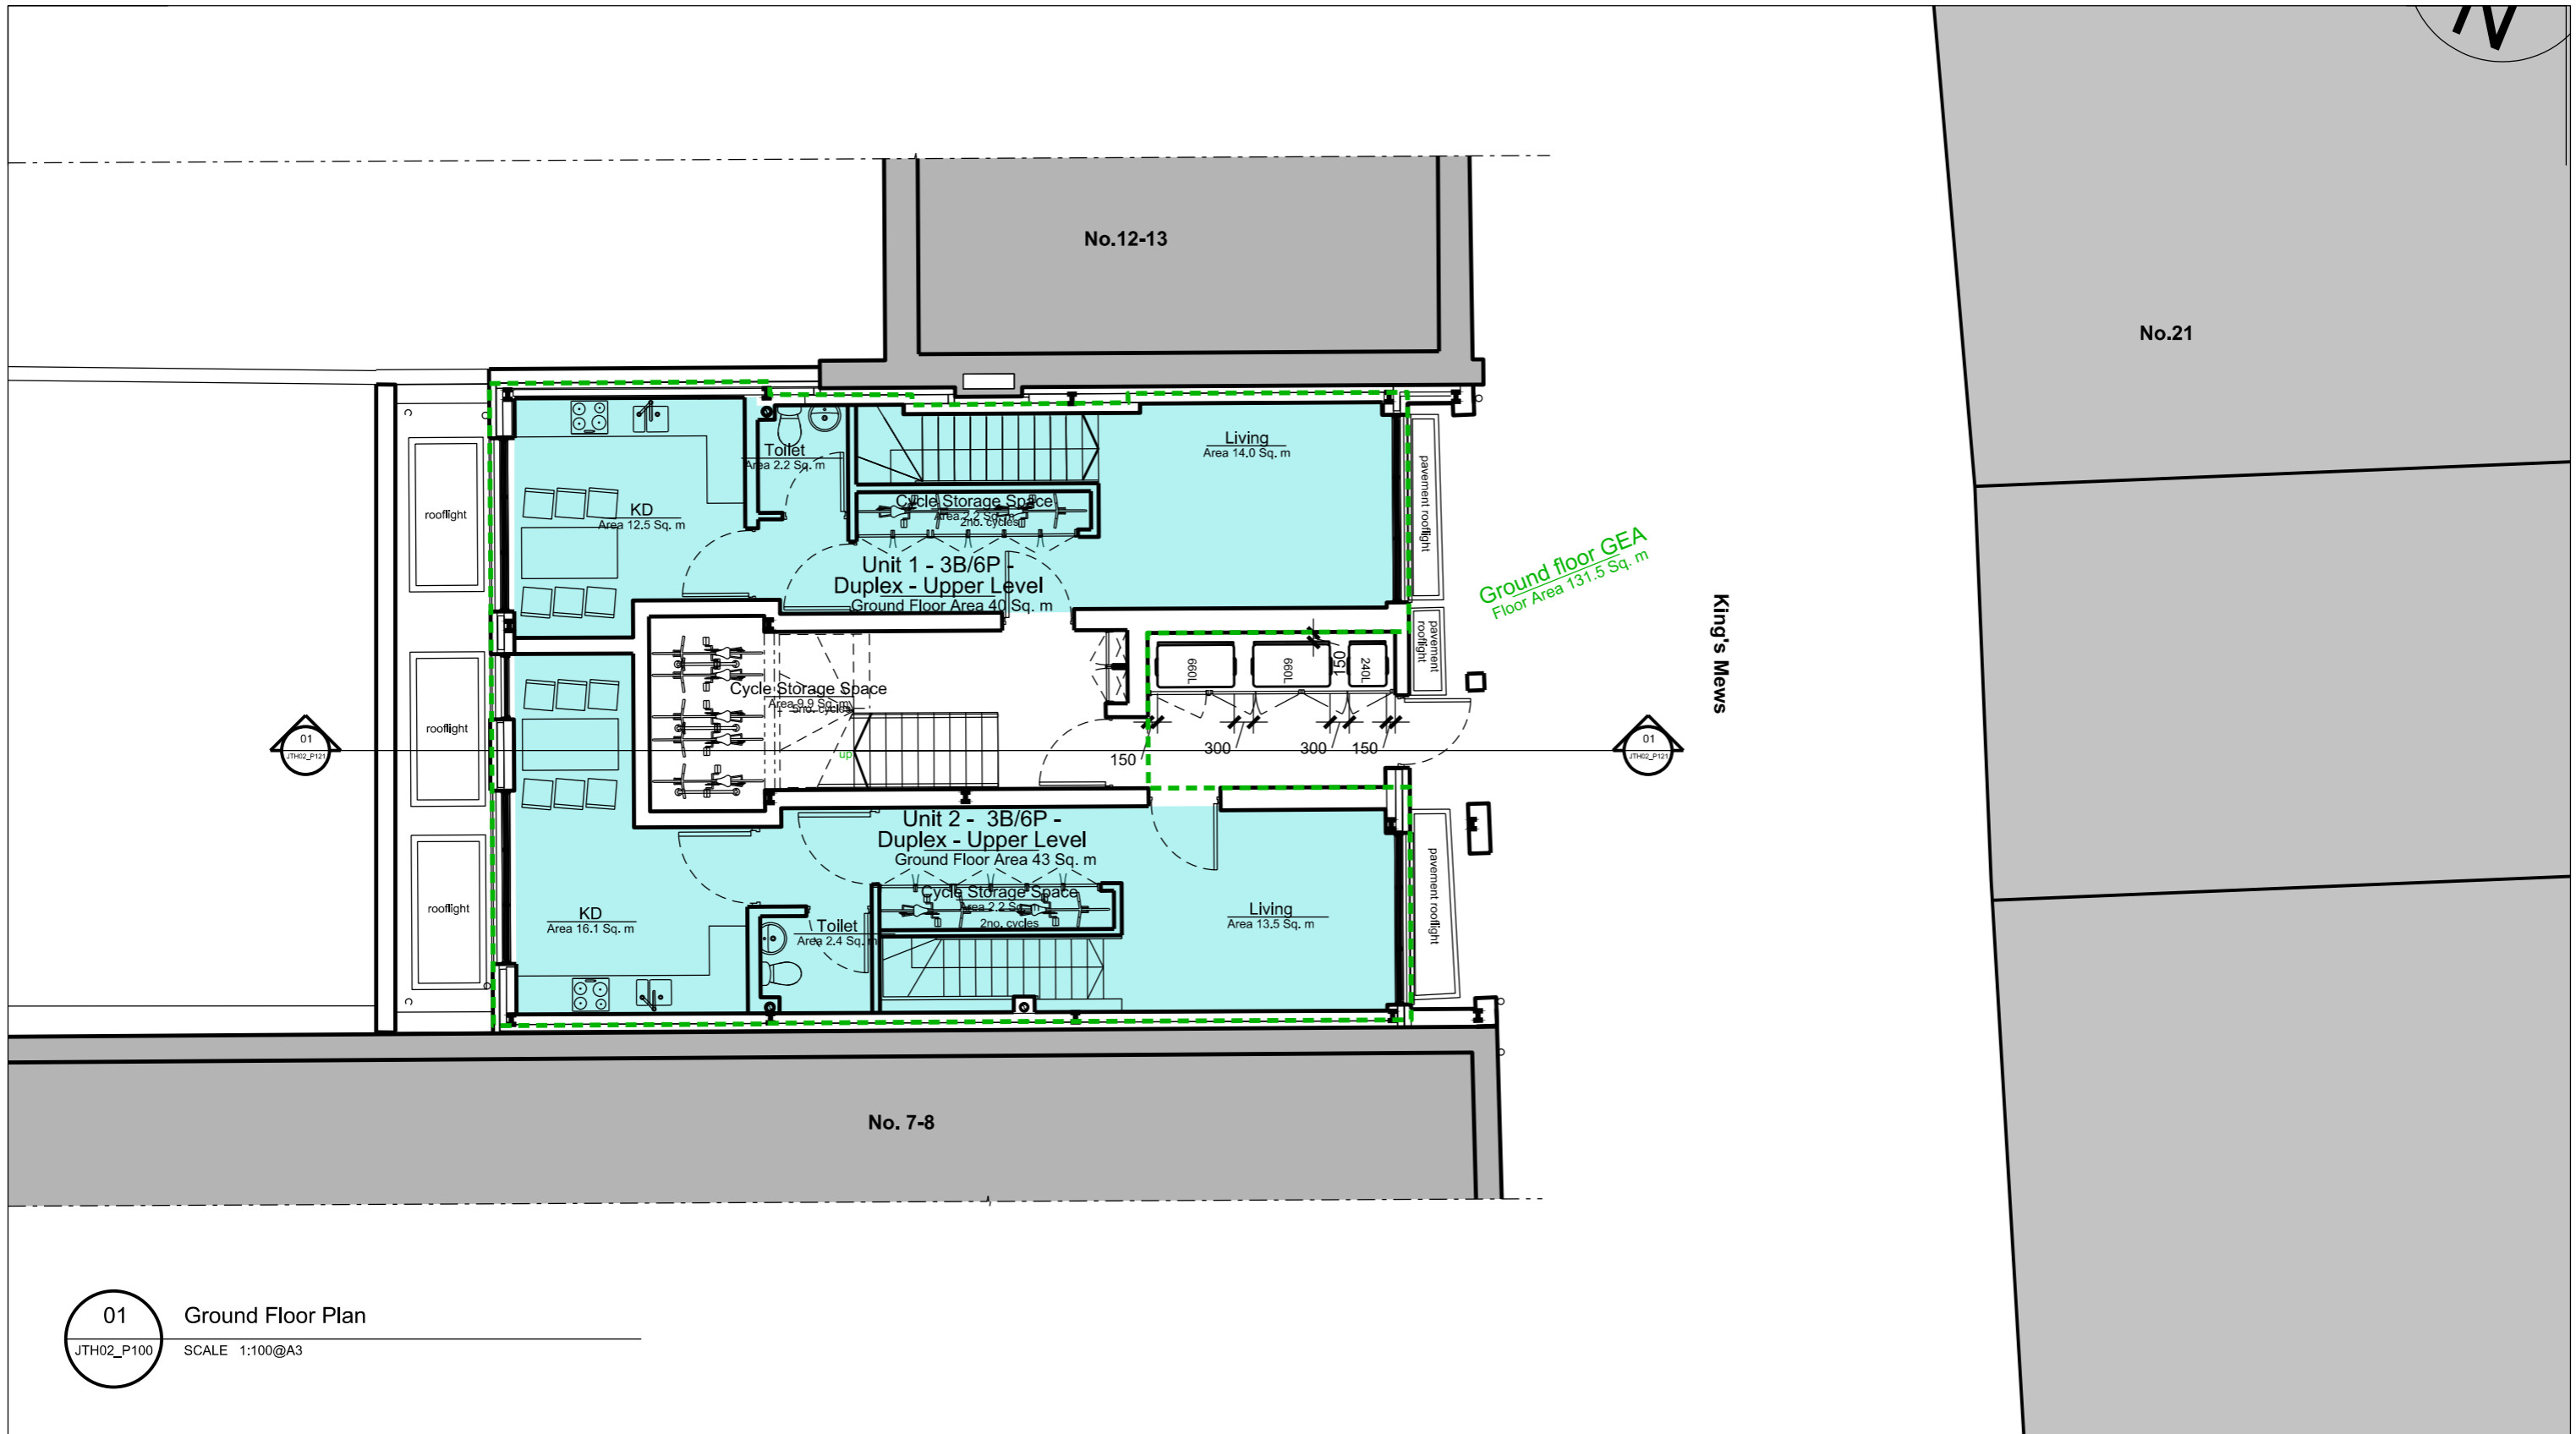 N
No.12-13
No.21
Toilet
Area 2.2 Sq. m
Living
Area 14.0 Sq. m
rooflight
KD
Area 12.5 Sq. m
Cycle Storage Space
Area 2.2 Sq. m
2no. cycles
pavement rooflight
Unit 1 - 3B/6P -
Duplex - Upper Level
Ground Floor Area 40 Sq. m
Ground floor GEA
Floor Area 131.5 Sq. m
King's Mews
pavement
rooflight
660L
660L
240L
150
rooflight
Cycle Storage Space
Area 9.9 Sq. m
5no. cycles
up
150
300
300
150
01
JTH02_P121
01
JTH02_P121
Unit 2 - 3B/6P -
Duplex - Upper Level
Ground Floor Area 43 Sq. m
rooflight
KD
Area 16.1 Sq. m
Toilet
Area 2.4 Sq. m
Cycle Storage Space
Area 2.2 Sq. m
2no. cycles
Living
Area 13.5 Sq. m
pavement rooflight
No. 7-8
01
JTH02_P100
Ground Floor Plan
SCALE 1:100@A3